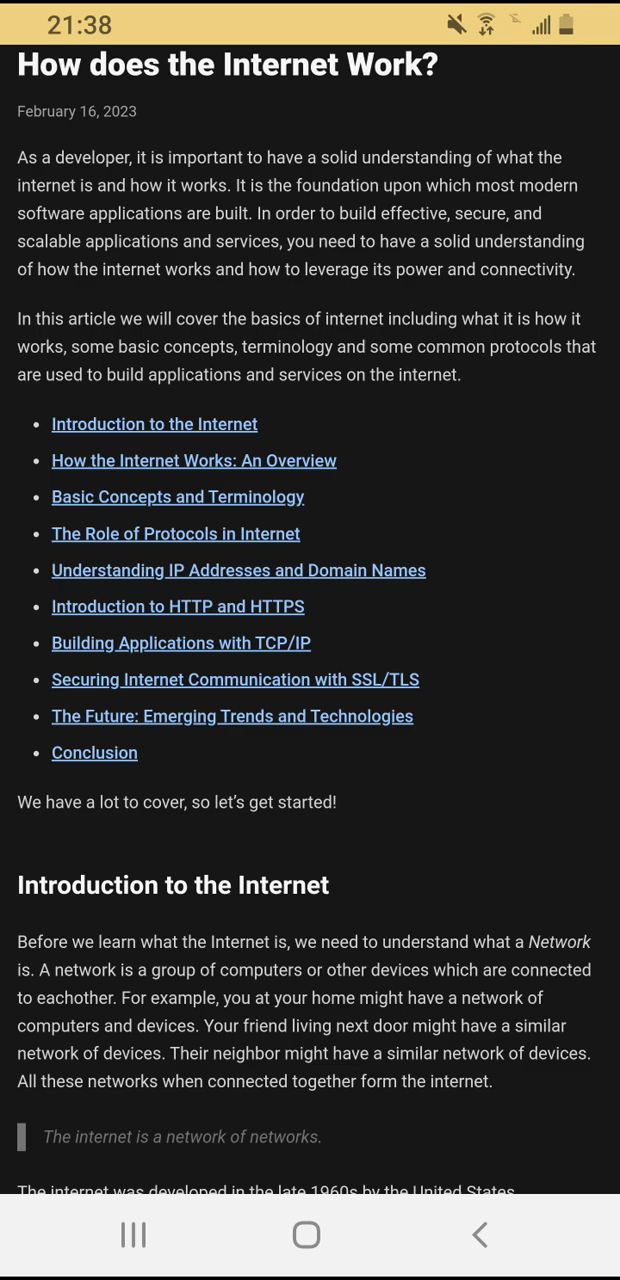 21:38
How does the Internet Work?
February 16, 2023
As a developer, it is important to have a solid understanding of what the
internet is and how it works. It is the foundation upon which most modern
software applications are built. In order to build effective, secure, and
scalable applications and services, you need to have a solid understanding
of how the internet works and how to leverage its power and connectivity.
In this article we will cover the basics of internet including what it is how it
works, some basic concepts, terminology and some common protocols that
are used to build applications and services on the internet.
• Introduction to the Internet
• How the Internet Works: An Overview
• Basic Concepts and Terminology
• The Role of Protocols in Internet
• Understanding IP Addresses and Domain Names
• Introduction to HTTP and HTTPS
• Building Applications with TCP/IP
• Securing Internet Communication with SSL/TLS
• The Future: Emerging Trends and Technologies
• Conclusion
We have a lot to cover, so let’s get started!
Introduction to the Internet
Before we learn what the Internet is, we need to understand what a Network
is. A network is a group of computers or other devices which are connected
to eachother. For example, you at your home might have a network of
computers and devices. Your friend living next door might have a similar
network of devices. Their neighbor might have a similar network of devices.
All these networks when connected together form the internet.
The internet is a network of networks.
The internet was developed in the late 1960s by the United States